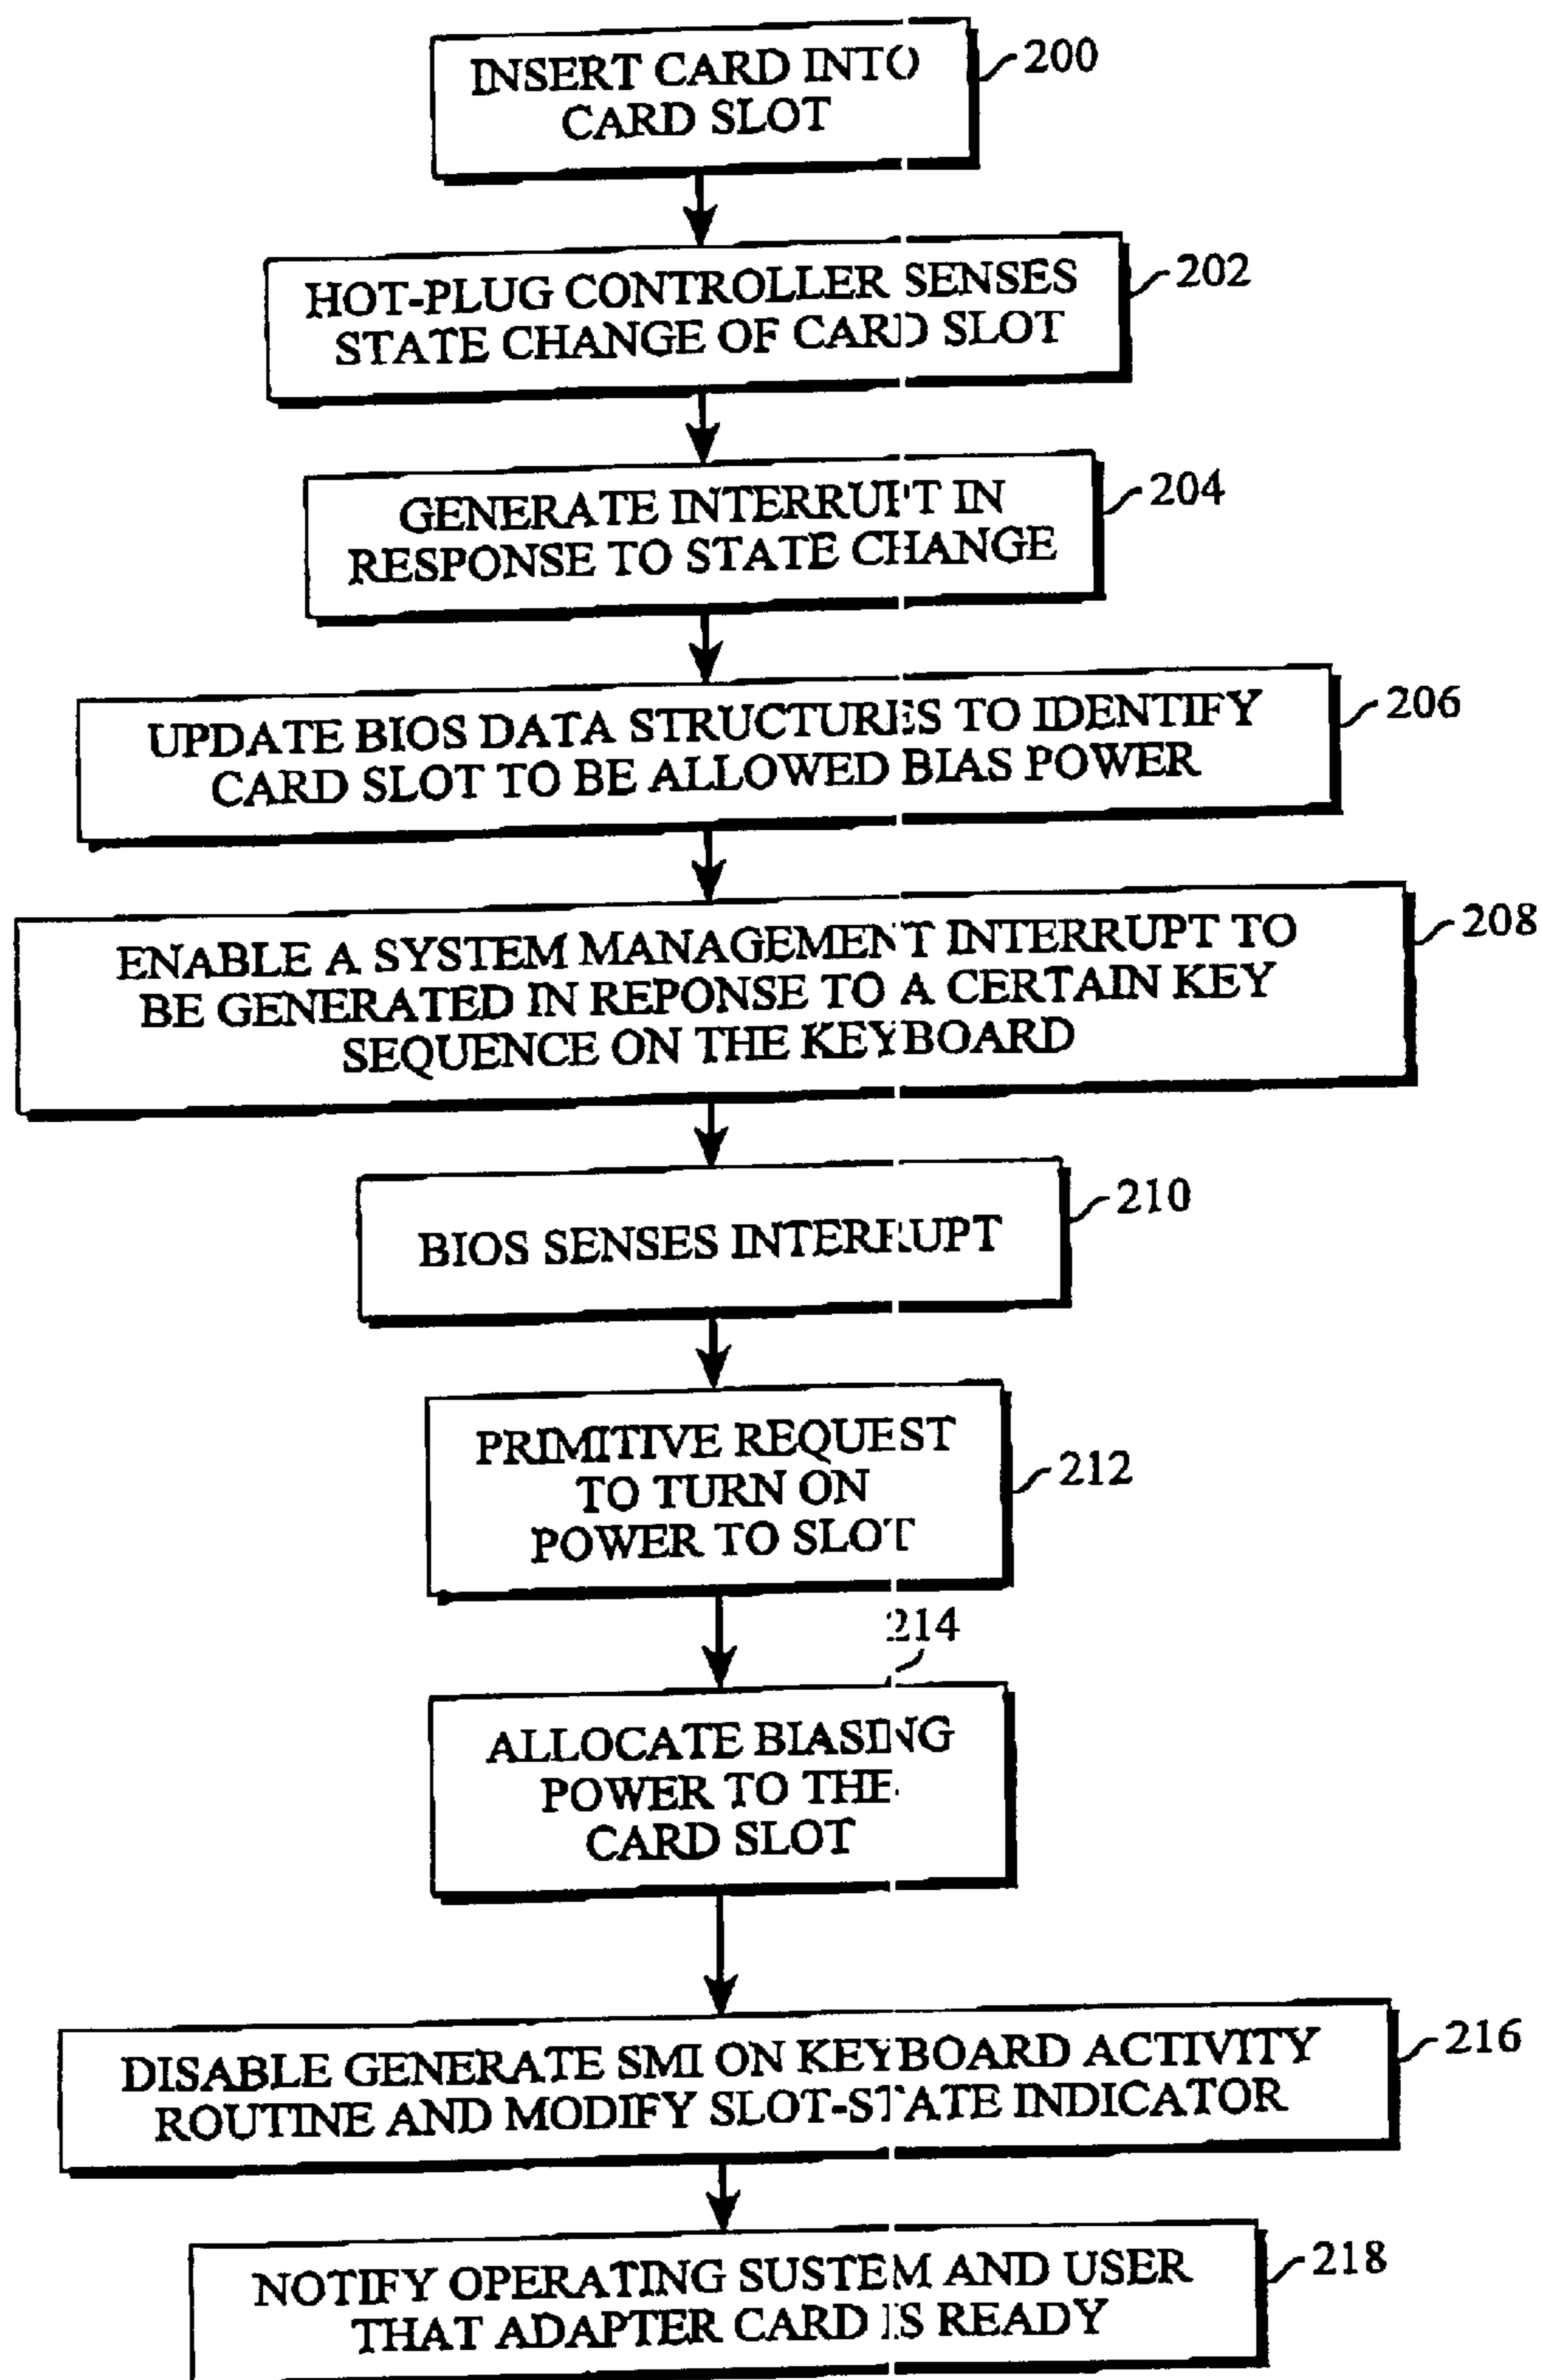 INSERT CARD INTO
CARD SLOT
200
HOT-PLUG CONTROLLER SENSES
STATE CHANGE OF CARD SLOT
202
GENERATE INTERRUPT IN
RESPONSE TO STATE CHANGE
204
UPDATE BIOS DATA STRUCTURES TO IDENTIFY
CARD SLOT TO BE ALLOWED BIAS POWER
206
ENABLE A SYSTEM MANAGEMENT INTERRUPT TO
BE GENERATED IN REPONSE TO A CERTAIN KEY
SEQUENCE ON THE KEYBOARD
208
BIOS SENSES INTERRUPT
210
PRIMITIVE REQUEST
TO TURN ON
POWER TO SLOT
212
214
ALLOCATE BIASING
POWER TO THE
CARD SLOT
DISABLE GENERATE SMI ON KEYBOARD ACTIVITY
ROUTINE AND MODIFY SLOT-STATE INDICATOR
216
NOTIFY OPERATING SUSTEM AND USER
THAT ADAPTER CARD IS READY
218